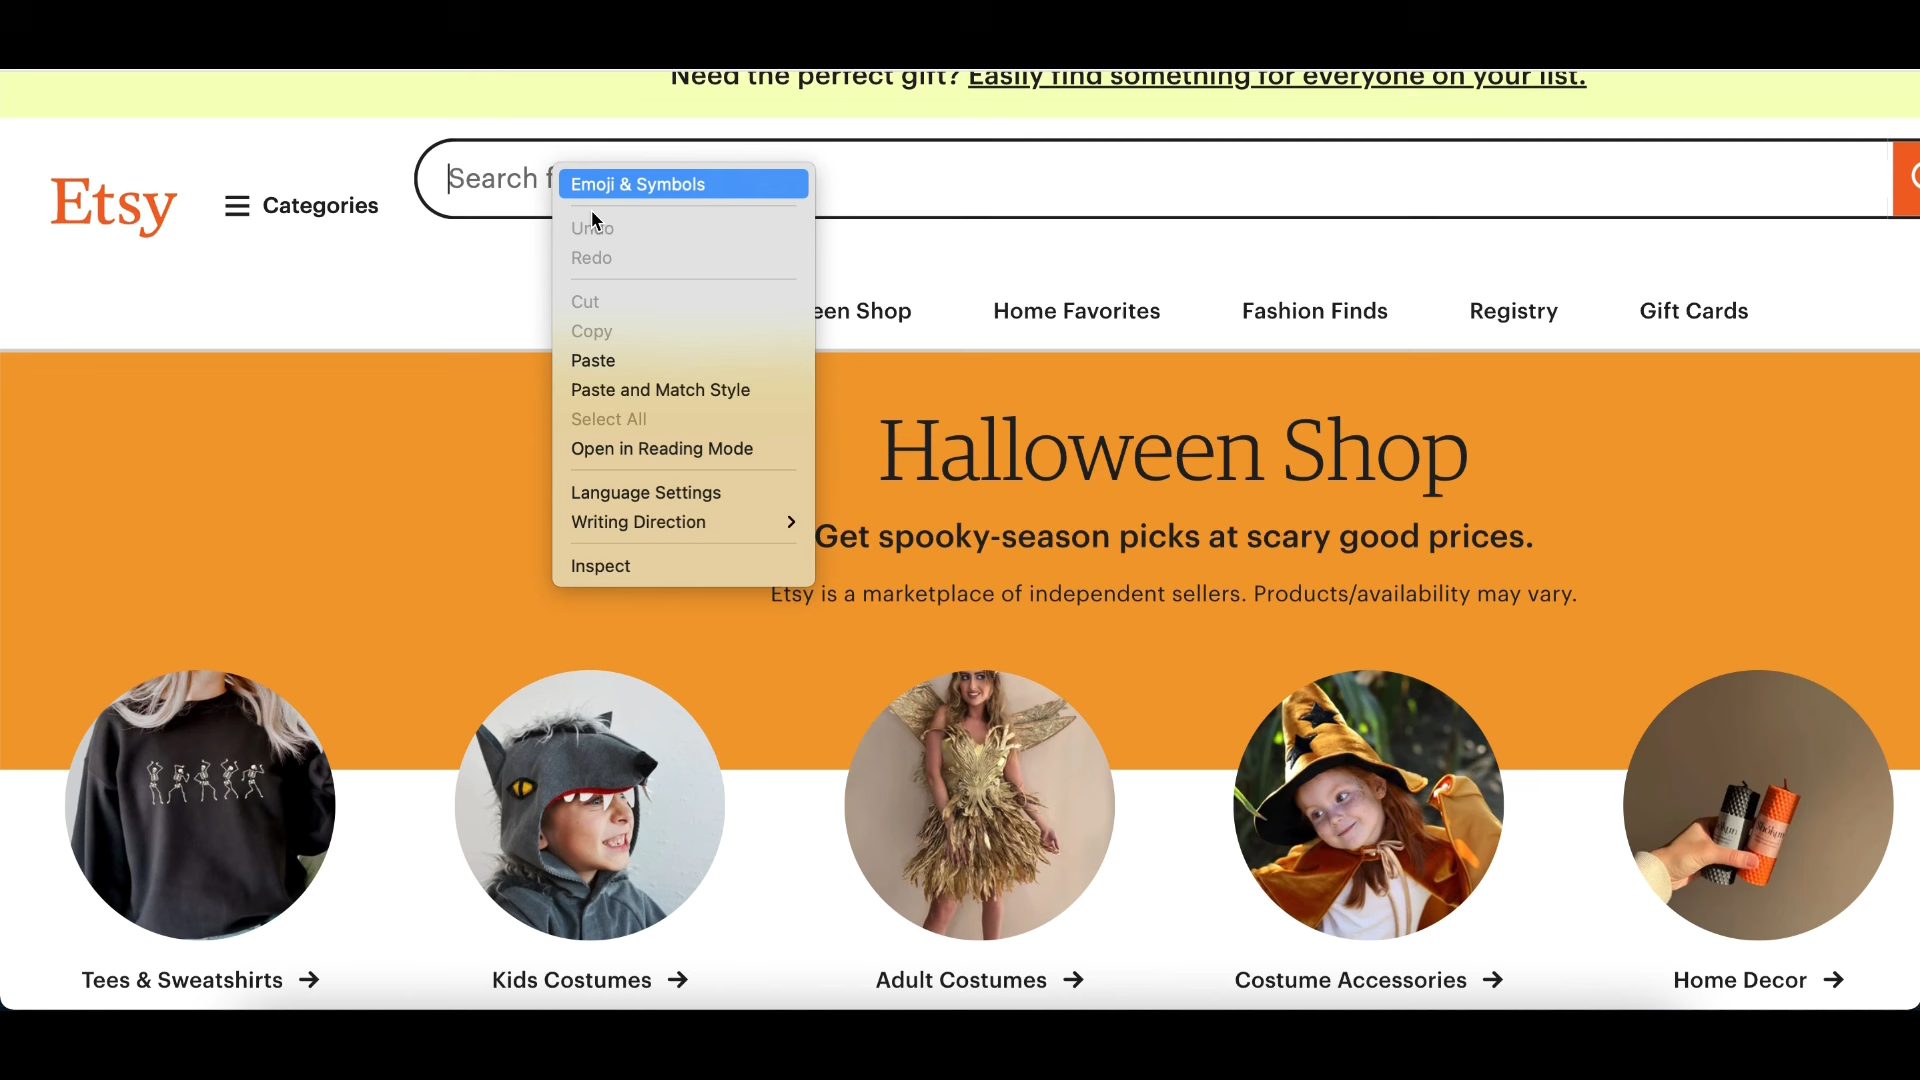 Need the perfect gift? Easily find something for everyone on your list.
Etsy
Categories
Search f
Emoji & Symbols
Undo
Redo
Cut
Copy
Paste
Paste and Match Style
Select All
Open in Reading Mode
Language Settings
Writing Direction
Inspect
een Shop
Home Favorites
Fashion Finds
Registry
Gift Cards
Halloween Shop
Get spooky-season picks at scary good prices.
Etsy is a marketplace of independent sellers. Products/availability may vary.
Tees & Sweatshirts →
Kids Costumes →
Adult Costumes →
Costume Accessories →
Home Decor →